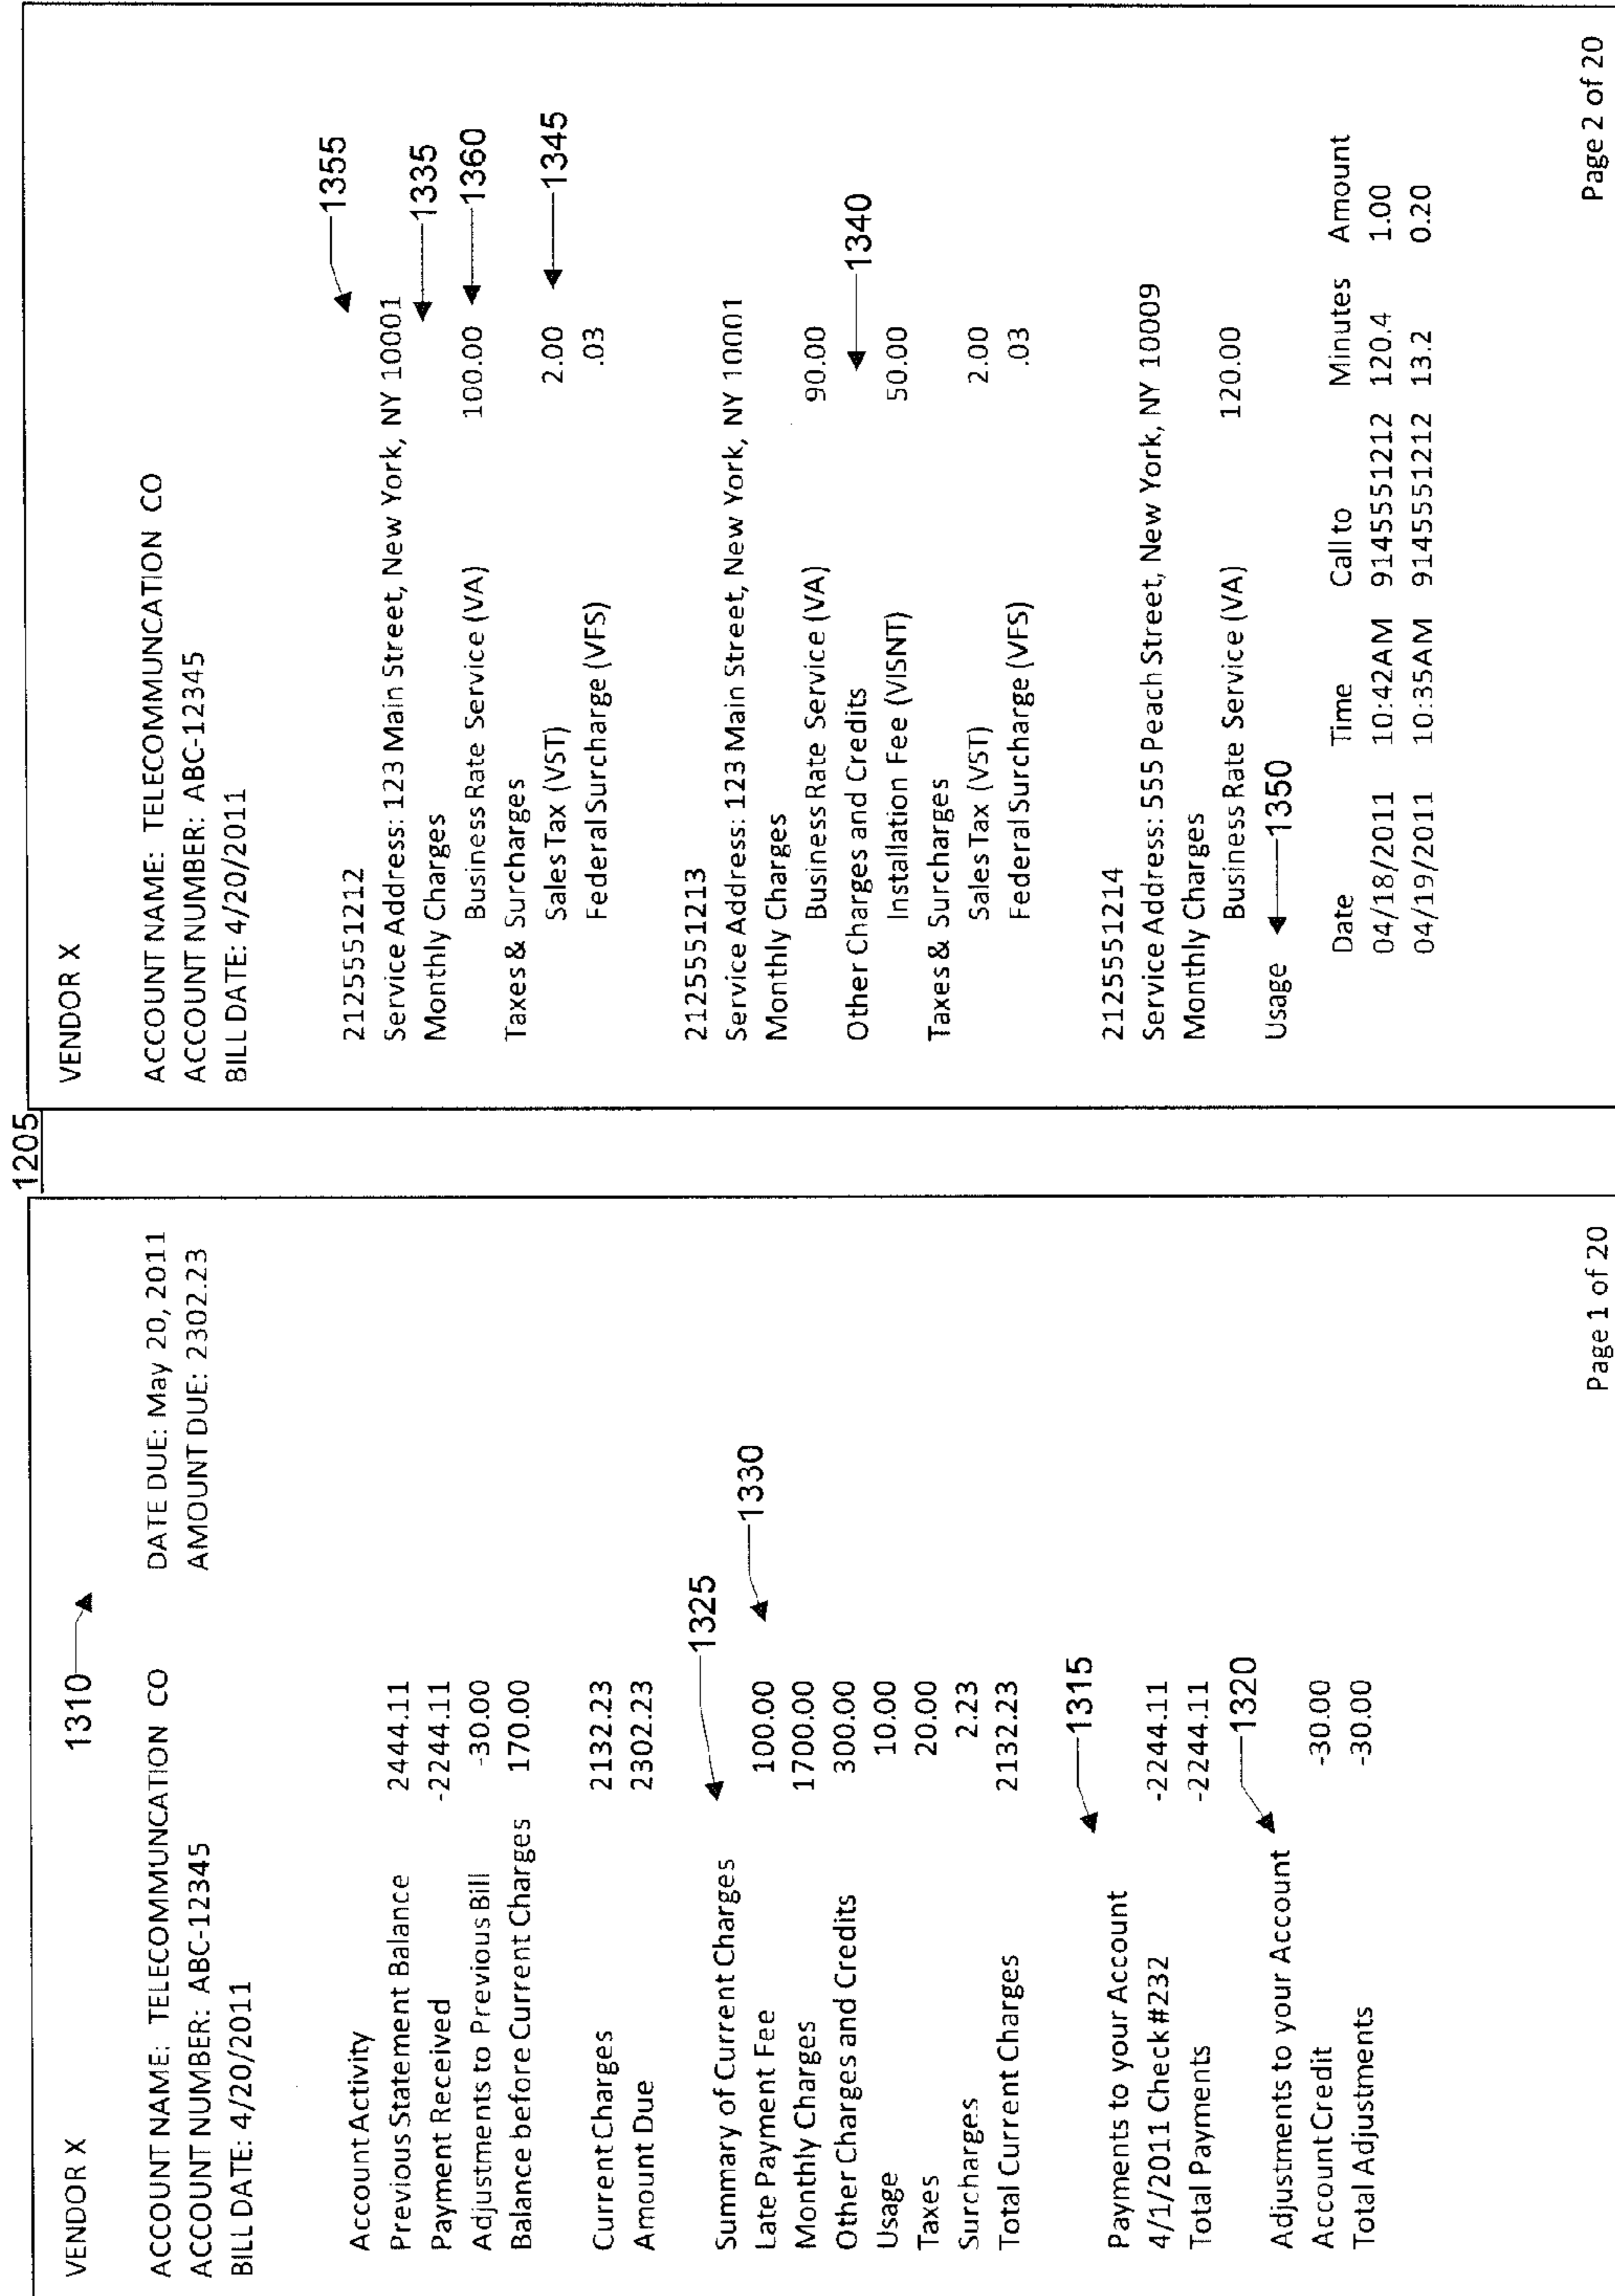 1205
VENDOR X 1310
ACCOUNT NAME: TELECOMMUNCATION CO DATE DUE: May 20, 2011
ACCOUNT NUMBER: ABC-12345 AMOUNT DUE: 2302.23
BILL DATE: 4/20/2011
Account Activity
Previous Statement Balance 2444.11
Payment Received -2244.11
Adjustments to Previous Bill -30.00
Balance before Current Charges 170.00
Current Charges 2132.23
Amount Due 2302.23
Summary of Current Charges 1325
Late Payment Fee 100.00 1330
Monthly Charges 1700.00
Other Charges and Credits 300.00
Usage 10.00
Taxes 20.00
Surcharges 2.23
Total Current Charges 2132.23
Payments to your Account 1315
4/1/2011 Check #232 -2244.11
Total Payments -2244.11
Adjustments to your Account 1320
Account Credit -30.00
Total Adjustments -30.00
Page 1 of 20
VENDOR X
ACCOUNT NAME: TELECOMMUNCATION CO
ACCOUNT NUMBER: ABC-12345
BILL DATE: 4/20/2011
2125551212 1355
Service Address: 123 Main Street, New York, NY 10001
Monthly Charges 1335
Business Rate Service (VA) 100.00 1360
Taxes & Surcharges
Sales Tax (VST) 2.00 1345
Federal Surcharge (VFS) .03
2125551213
Service Address: 123 Main Street, New York, NY 10001
Monthly Charges
Business Rate Service (VA) 90.00
Other Charges and Credits 1340
Installation Fee (VISNT) 50.00
Taxes & Surcharges
Sales Tax (VST) 2.00
Federal Surcharge (VFS) .03
2125551214
Service Address: 555 Peach Street, New York, NY 10009
Monthly Charges
Business Rate Service (VA) 120.00
Usage 1350
Date Time Call to Minutes Amount
04/18/2011 10:42AM 9145551212 120.4 1.00
04/19/2011 10:35AM 9145551212 13.2 0.20
Page 2 of 20